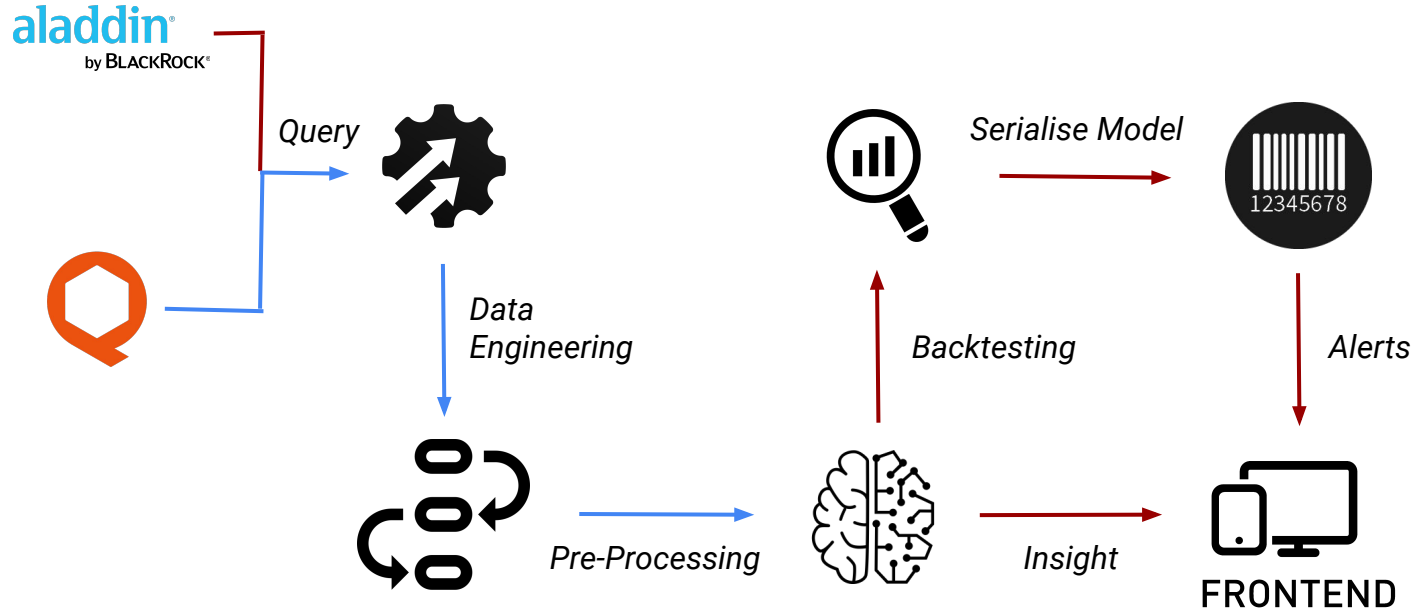 aladdin®
by BLACKROCK®
Query
Serialise Model
12345678
Data
Engineering
Backtesting
Alerts
Pre-Processing
Insight
FRONTEND